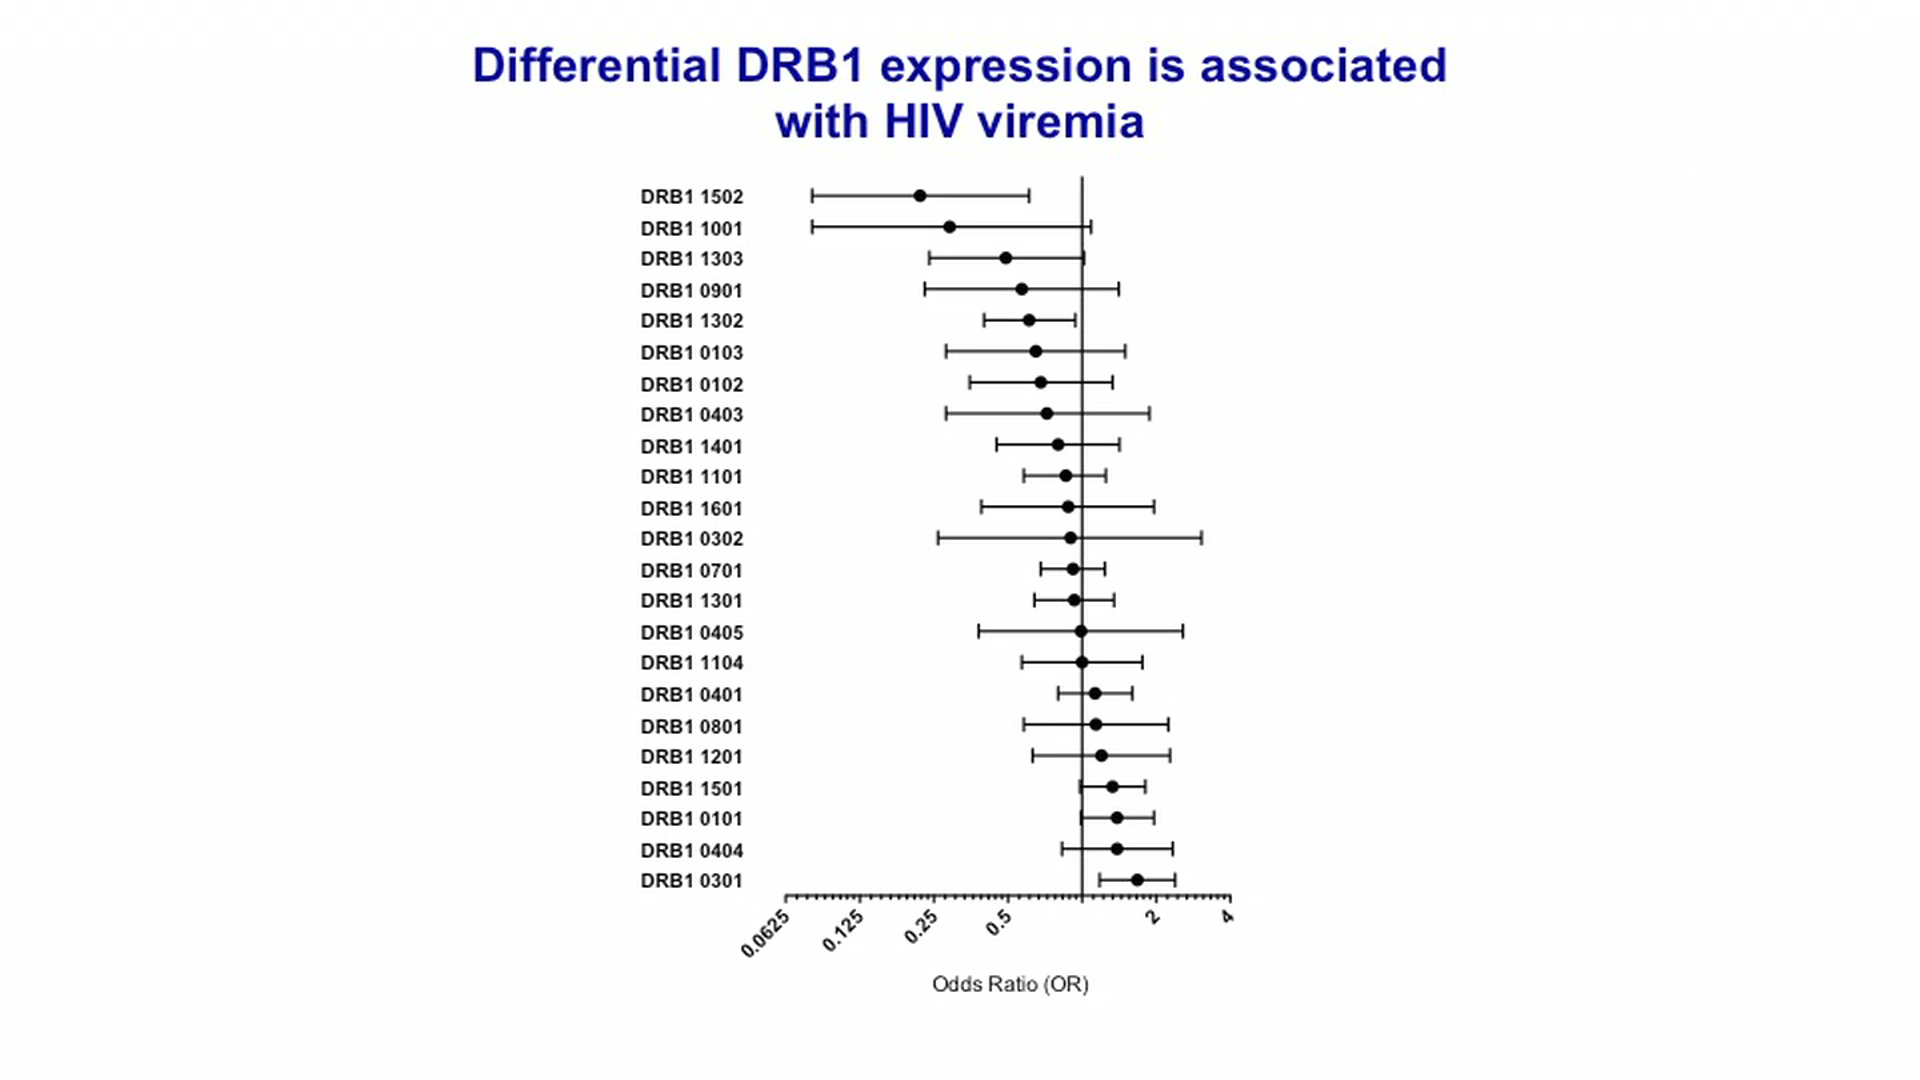 Differential DRB1 expression is associated
with HIV viremia
DRB1 1502
DRB1 1001
DRB1 1303
DRB1 0901
DRB1 1302
DRB1 0103
DRB1 0102
DRB1 0403
DRB1 1401
DRB1 1101
DRB1 1601
DRB1 0302
DRB1 0701
DRB1 1301
DRB1 0405
DRB1 1104
DRB1 0401
DRB1 0801
DRB1 1201
DRB1 1501
DRB1 0101
DRB1 0404
DRB1 0301
0.0625 0.125 0.25 0.5 2 4
Odds Ratio (OR)